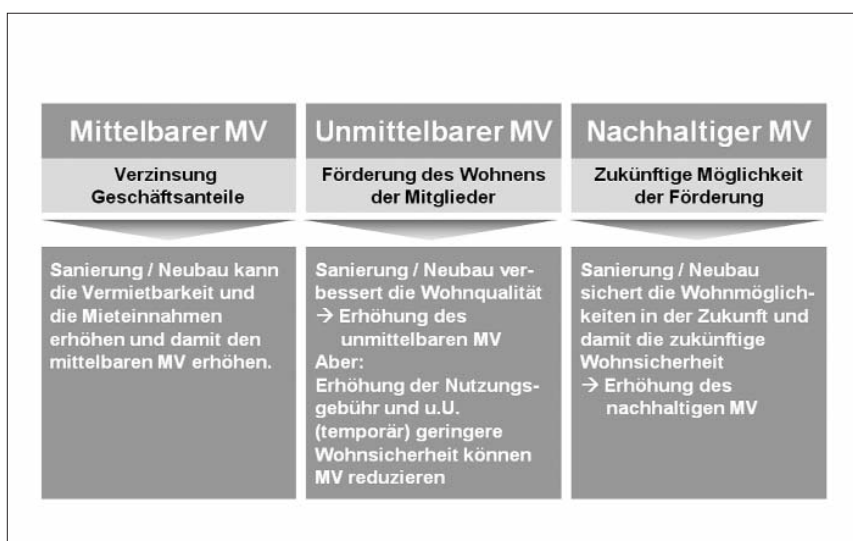 Mittelbarer MV
Verzinsung
Geschäftsanteile
Sanierung / Neubau kann
die Vermietbarkeit und
die Mieteinnahmen
erhöhen und damit den
mittelbaren MV erhöhen.
Unmittelbarer MV
Förderung des Wohnens
der Mitglieder
Sanierung / Neubau ver-
bessert die Wohnqualität
→ Erhöhung des
unmittelbaren MV
Aber:
Erhöhung der Nutzungs-
gebühr und u.U.
(temporär) geringere
Wohnsicherheit können
MV reduzieren
Nachhaltiger MV
Zukünftige Möglichkeit
der Förderung
Sanierung / Neubau
sichert die Wohnmöglich-
keiten in der Zukunft und
damit die zukünftige
Wohnsicherheit
→ Erhöhung des
nachhaltigen MV